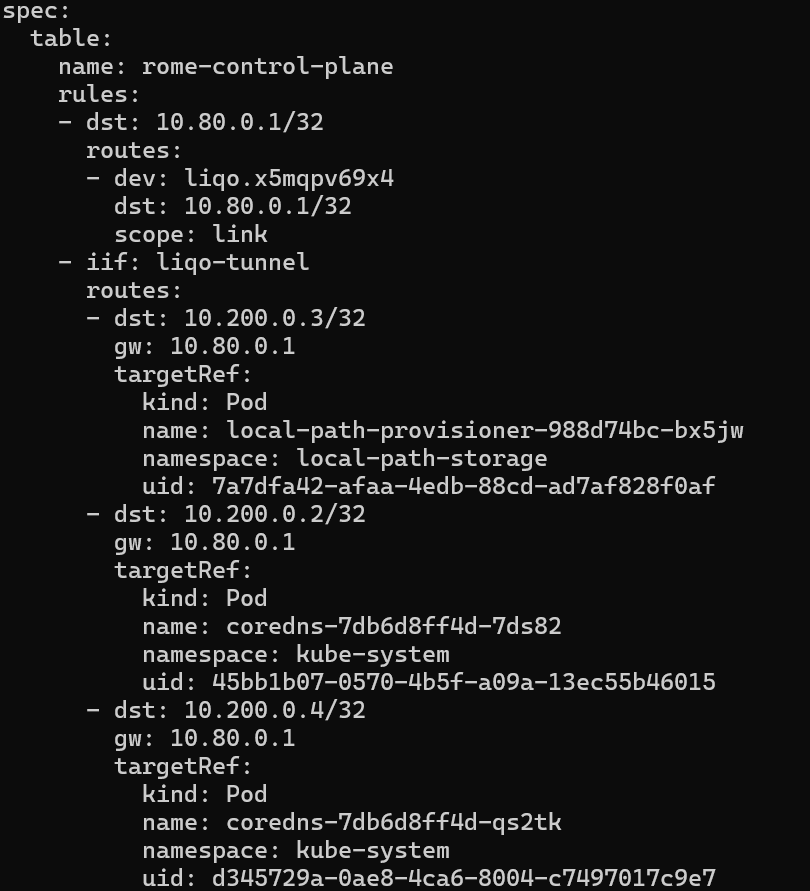 spec:
  table:
    name: rome-control-plane
    rules:
    - dst: 10.80.0.1/32
      routes:
      - dev: liqo.x5mqpv69x4
        dst: 10.80.0.1/32
        scope: link
    - iif: liqo-tunnel
      routes:
      - dst: 10.200.0.3/32
        gw: 10.80.0.1
        targetRef:
          kind: Pod
          name: local-path-provisioner-988d74bc-bx5jw
          namespace: local-path-storage
          uid: 7a7dfa42-afaa-4edb-88cd-ad7af828f0af
      - dst: 10.200.0.2/32
        gw: 10.80.0.1
        targetRef:
          kind: Pod
          name: coredns-7db6d8ff4d-7ds82
          namespace: kube-system
          uid: 45bb1b07-0570-4b5f-a09a-13ec55b46015
      - dst: 10.200.0.4/32
        gw: 10.80.0.1
        targetRef:
          kind: Pod
          name: coredns-7db6d8ff4d-qs2tk
          namespace: kube-system
          uid: d345729a-0ae8-4ca6-8004-c7497017c9e7